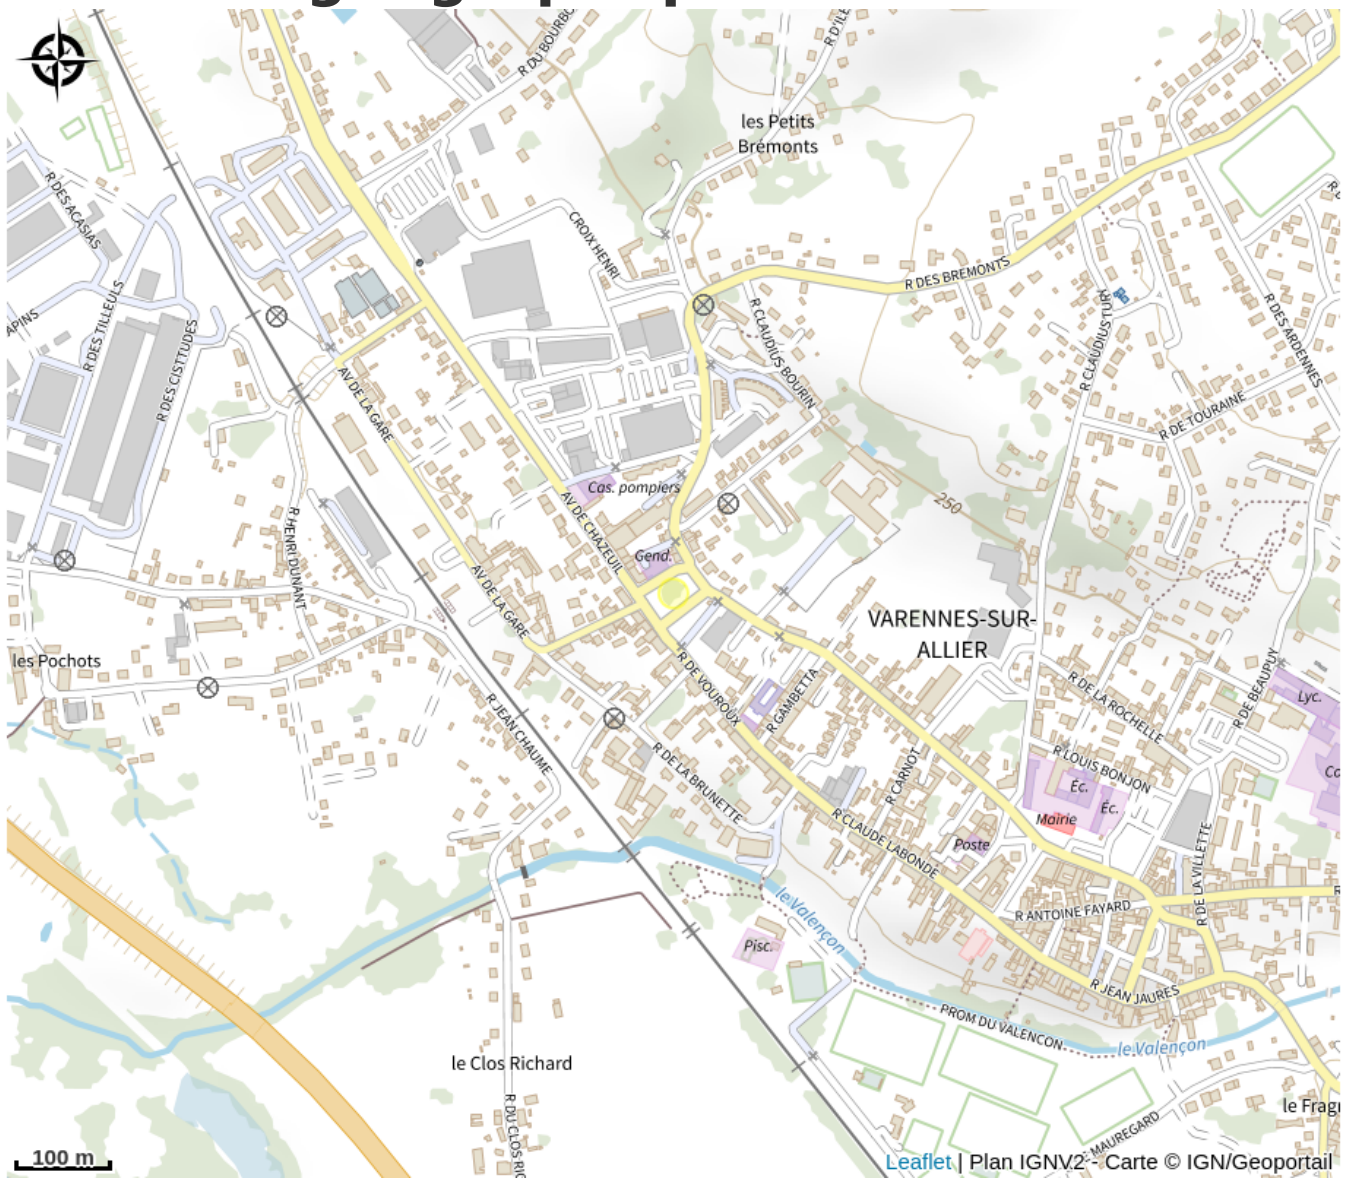 R DU BOURBO
R D'ILE
les Petits
Brémonts
R DES ACASIAS
CROIX HENRI
R DES BREMONTS
R DES TILLEULS
APINS
R DES CISTTUDES
R CLAUDIUS BOURIN
R DES ARDENNES
AV DE LA GARE
R DE TOURAINE
Cas. pompiers
250
AV DE CHAZEUIL
R HENRI DUNANT
Gend.
AV DE LA GARE
VARENNES-SUR-
ALLIER
les Pochots
R DE VOUROUX
R GAMBETTA
R DE LA ROCHELLE
R DE BEAUPUY
Lyc.
R JEAN CHAUME
R DE LA BRUNETTE
R CARNOT
R LOUIS BONJON
Éc.
Co
Éc.
Mairie
R CLAUDE LABONDE
Poste
R DE LA VILLETTE
R ANTOINE FAYARD
le Valençon
Pisc.
R JEAN JAURES
PROM DU VALENCON
le Valençon
le Clos Richard
R DU CLOS RIC
le Fragn
MAUREGARD
100 m
Leaflet | Plan IGNV2 - Carte © IGN/Geoportail